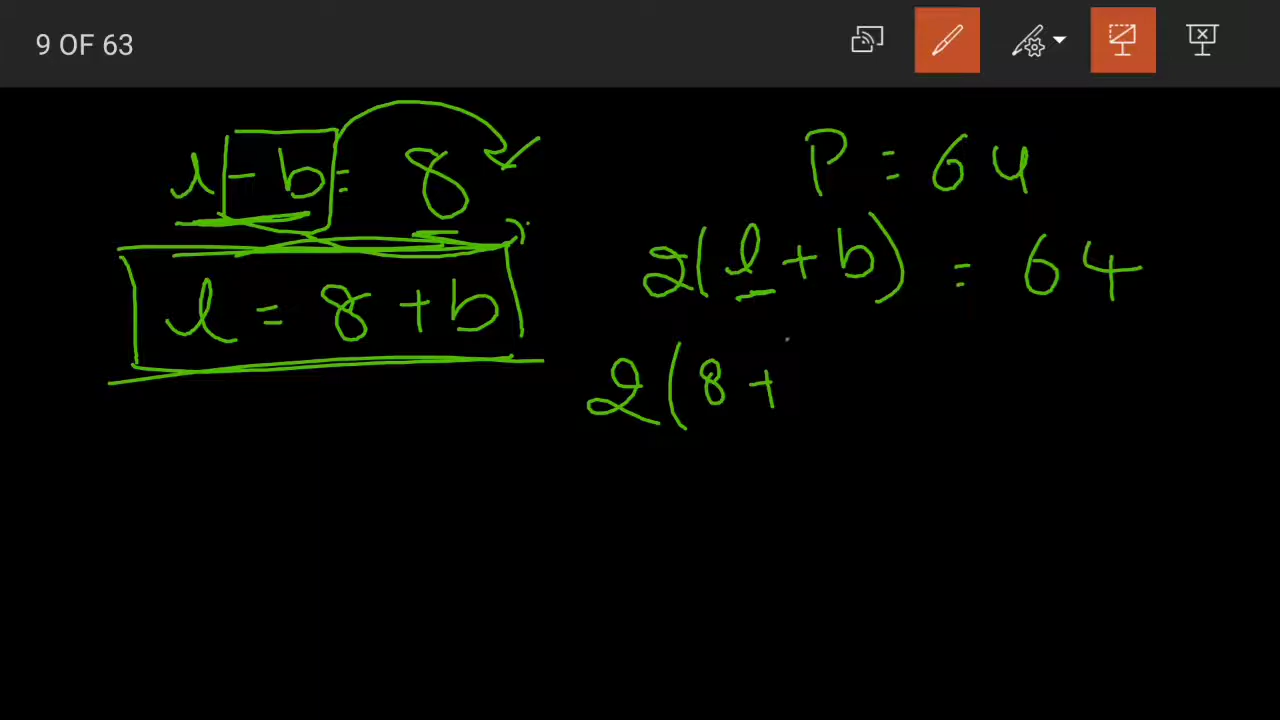 9 OF 63
l - b = 8
l = 8 + b
P = 64
2(l + b) = 64
2(8 +